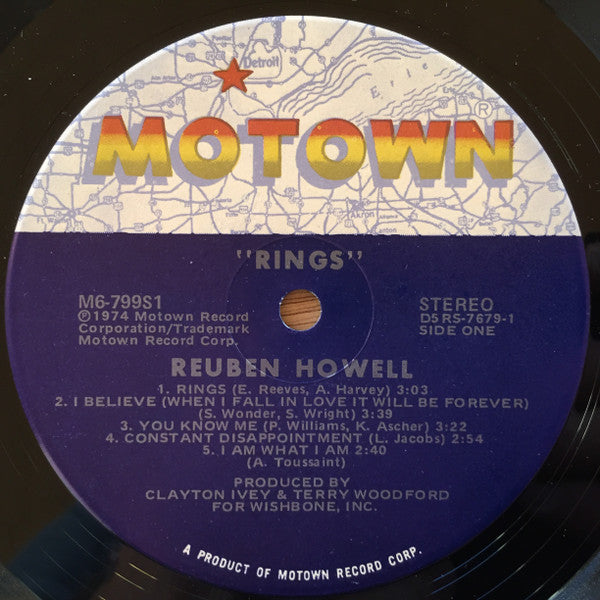 Detroit
Erie
MOTOWN
®
Akron
"RINGS"
M6-799S1
℗1974 Motown Record
Corporation/Trademark
Motown Record Corp.
STEREO
DSRS-7679-1
SIDE ONE
REUBEN HOWELL
1. RINGS (E. Reeves, A. Harvey) 3:03
2. I BELIEVE (WHEN I FALL IN LOVE IT WILL BE FOREVER)
(S. Wonder, S. Wright) 3:39
3. YOU KNOW ME (P. Williams, K. Ascher) 3:22
4. CONSTANT DISAPPOINTMENT (L. Jacobs) 2:54
5. I AM WHAT I AM 2:40
(A. Toussaint)
PRODUCED BY
CLAYTON IVEY & TERRY WOODFORD
FOR WISHBONE, INC.
A PRODUCT OF MOTOWN RECORD CORP.